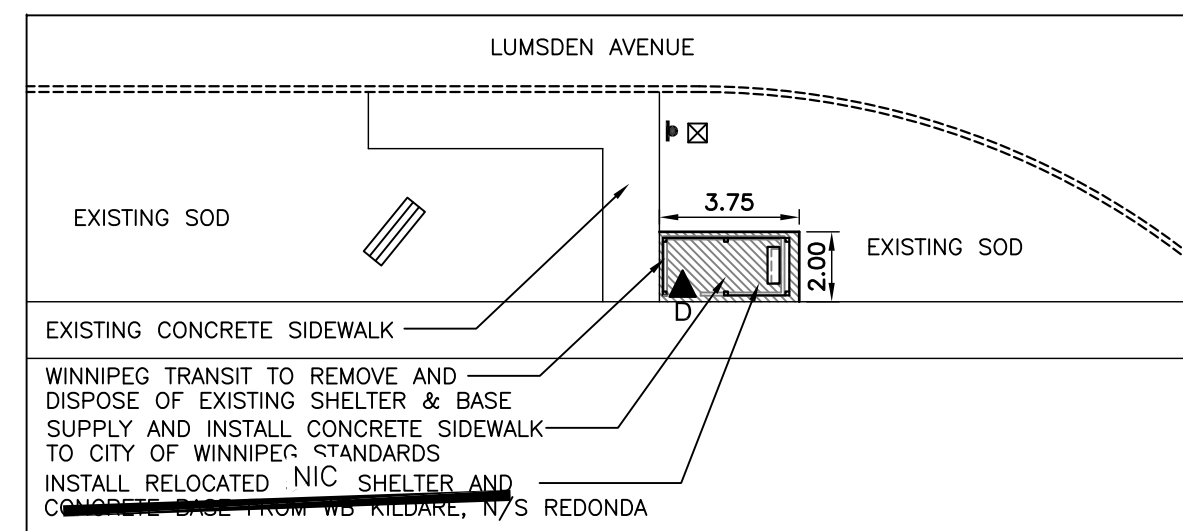 LUMSDEN AVENUE
3.75
EXISTING SOD
EXISTING SOD
2.00
D
EXISTING CONCRETE SIDEWALK
WINNIPEG TRANSIT TO REMOVE AND
DISPOSE OF EXISTING SHELTER & BASE
SUPPLY AND INSTALL CONCRETE SIDEWALK
TO CITY OF WINNIPEG STANDARDS
INSTALL RELOCATED NIC SHELTER AND
CONCRETE BASE FROM WB KILDARE, N/S REDONDA